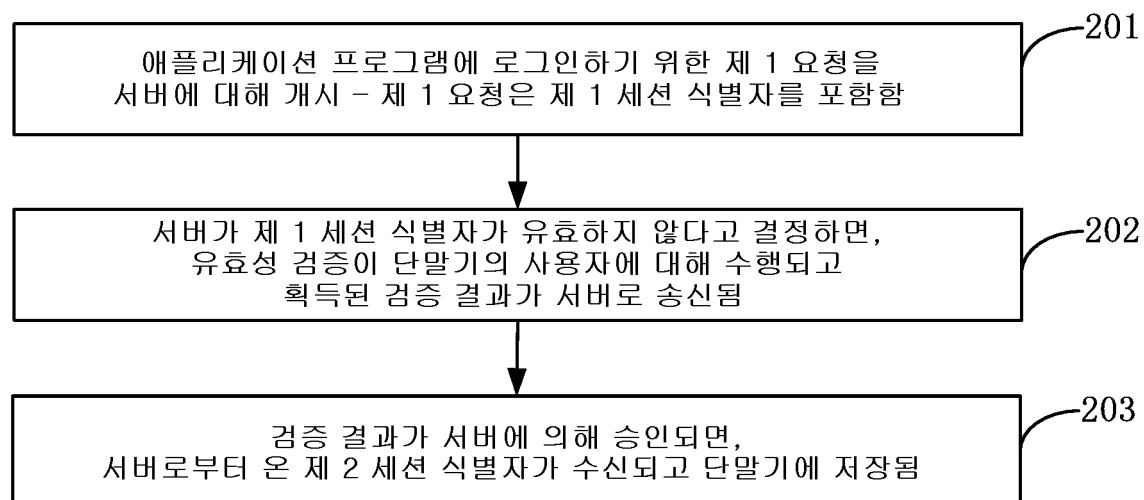 201
애플리케이션 프로그램에 로그인하기 위한 제 1 요청을
서버에 대해 개시 – 제 1 요청은 제 1 세션 식별자를 포함함
202
서버가 제 1 세션 식별자가 유효하지 않다고 결정하면,
유효성 검증이 단말기의 사용자에 대해 수행되고
획득된 검증 결과가 서버로 송신됨
203
검증 결과가 서버에 의해 승인되면,
서버로부터 온 제 2 세션 식별자가 수신되고 단말기에 저장됨